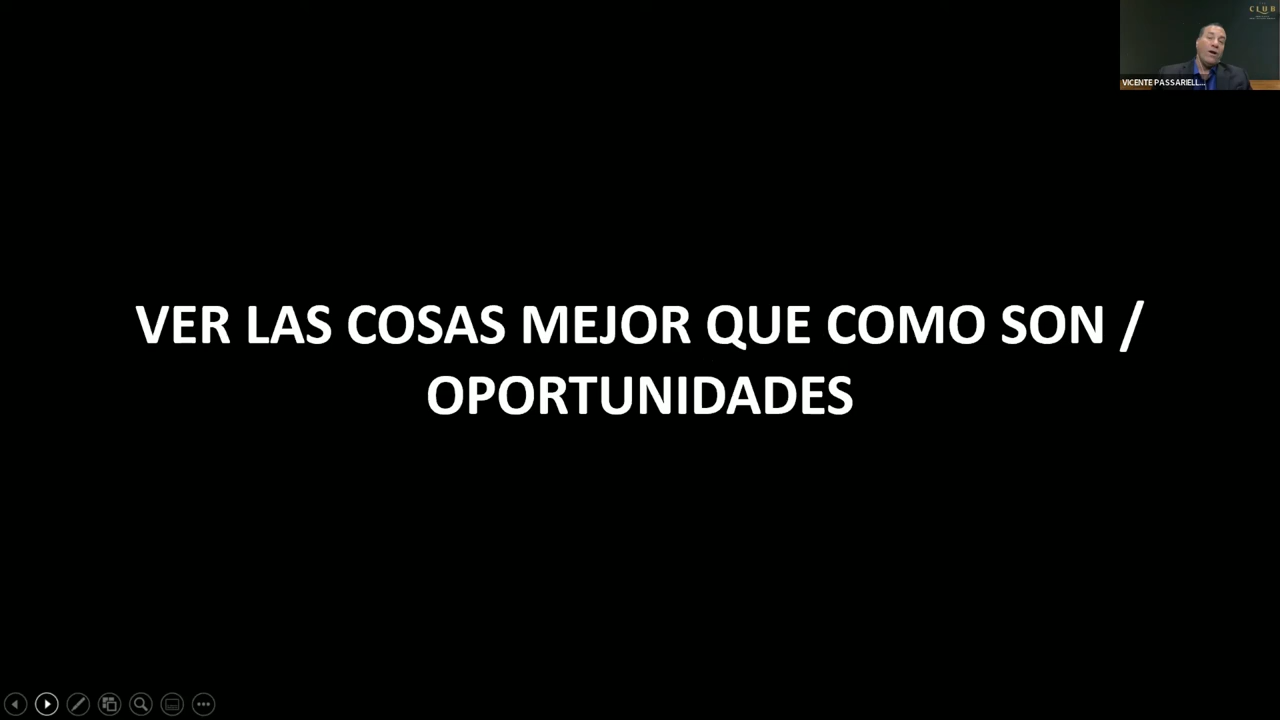 CLUB
VICENTE PASSARIELL...
VER LAS COSAS MEJOR QUE COMO SON /
OPORTUNIDADES